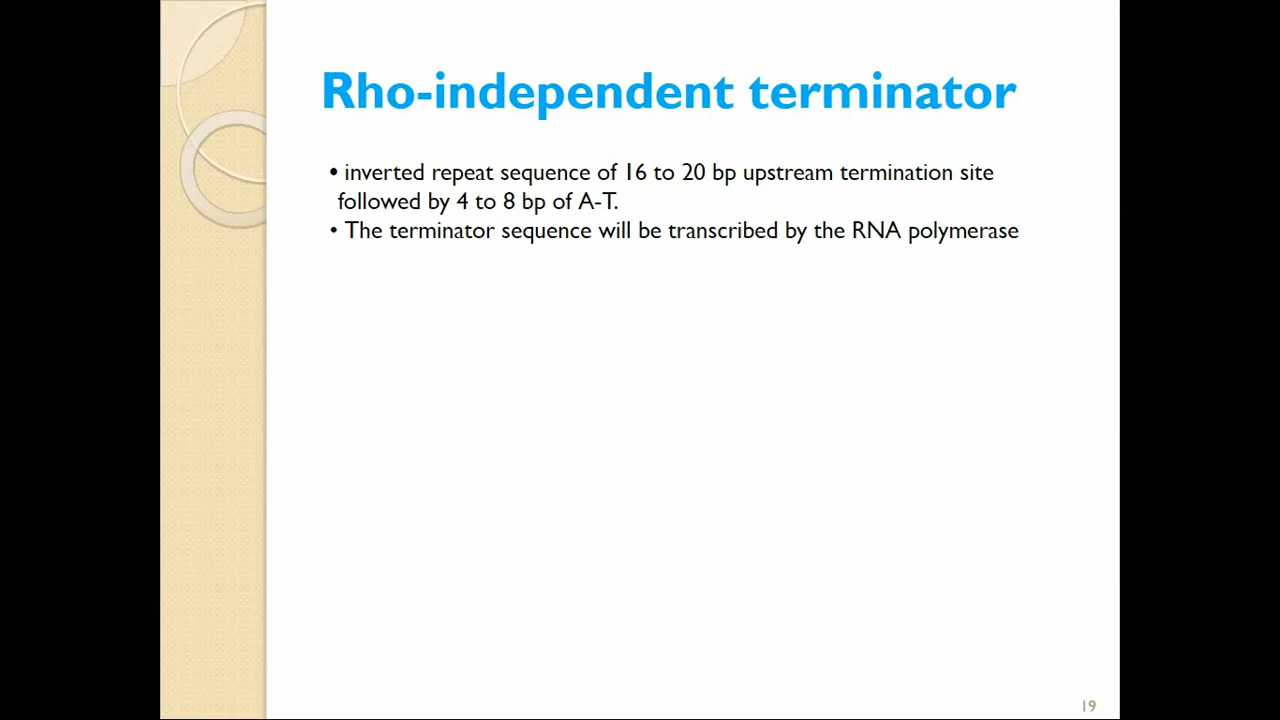 Rho-independent terminator
• inverted repeat sequence of 16 to 20 bp upstream termination site
followed by 4 to 8 bp of A-T.
• The terminator sequence will be transcribed by the RNA polymerase
19